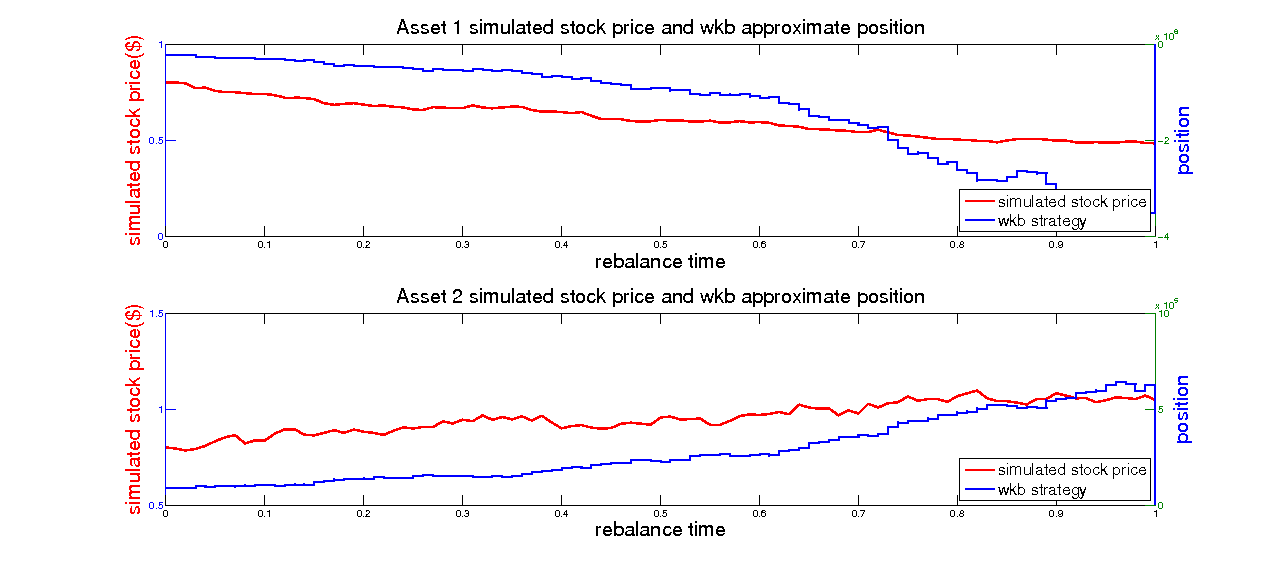 Asset 1 simulated stock price and wkb approximate position
simulated stock price($)
1
0.5
0
0
-2
-4
position
simulated stock price
wkb strategy
0 0.1 0.2 0.3 0.4 0.5 0.6 0.7 0.8 0.9 1
rebalance time
Asset 2 simulated stock price and wkb approximate position
simulated stock price($)
1.5
1
0.5
10
5
0
position
simulated stock price
wkb strategy
0 0.1 0.2 0.3 0.4 0.5 0.6 0.7 0.8 0.9 1
rebalance time